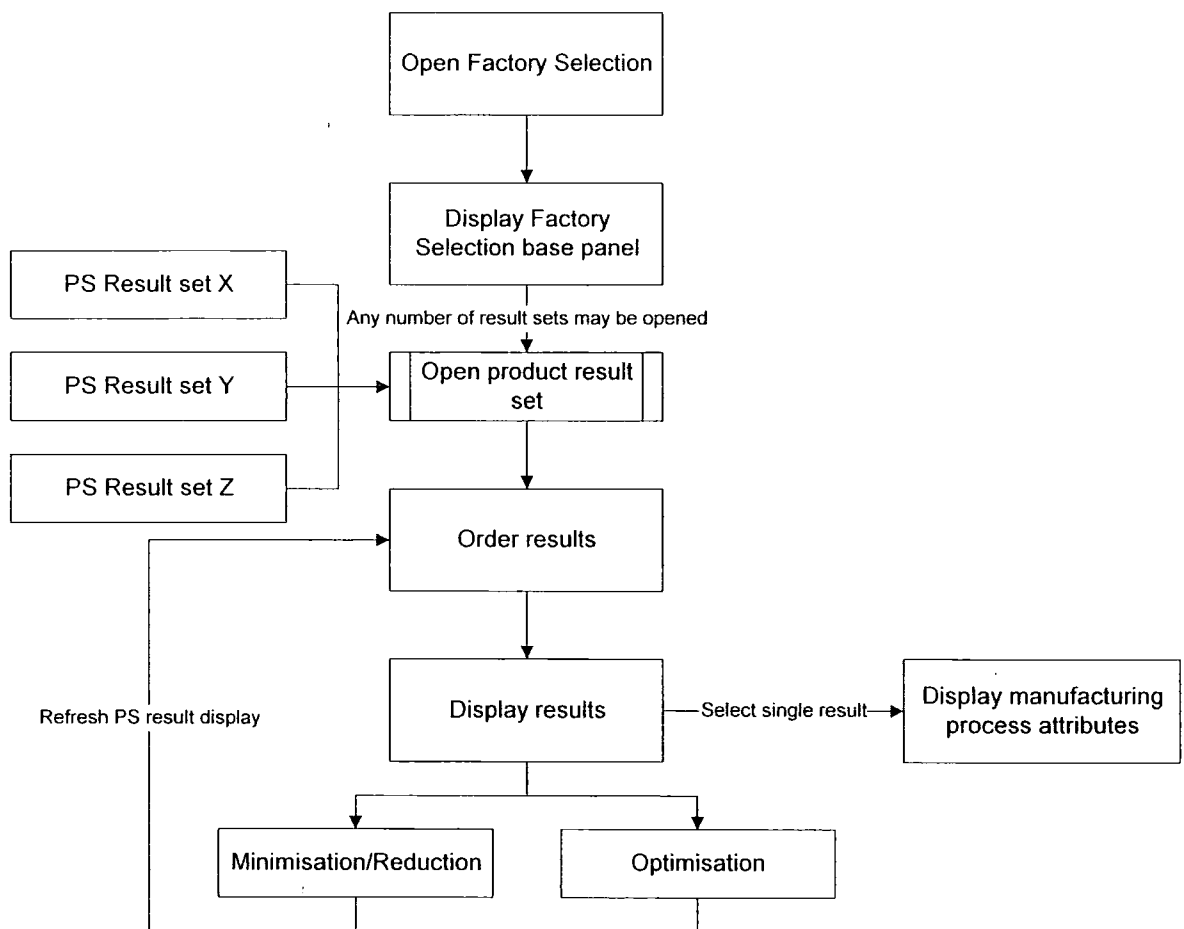 Open Factory Selection
Display Factory
Selection base panel
PS Result set X
Any number of result sets may be opened
PS Result set Y
Open product result
set
PS Result set Z
Order results
Refresh PS result display
Display results
Select single result
Display manufacturing
process attributes
Minimisation/Reduction
Optimisation